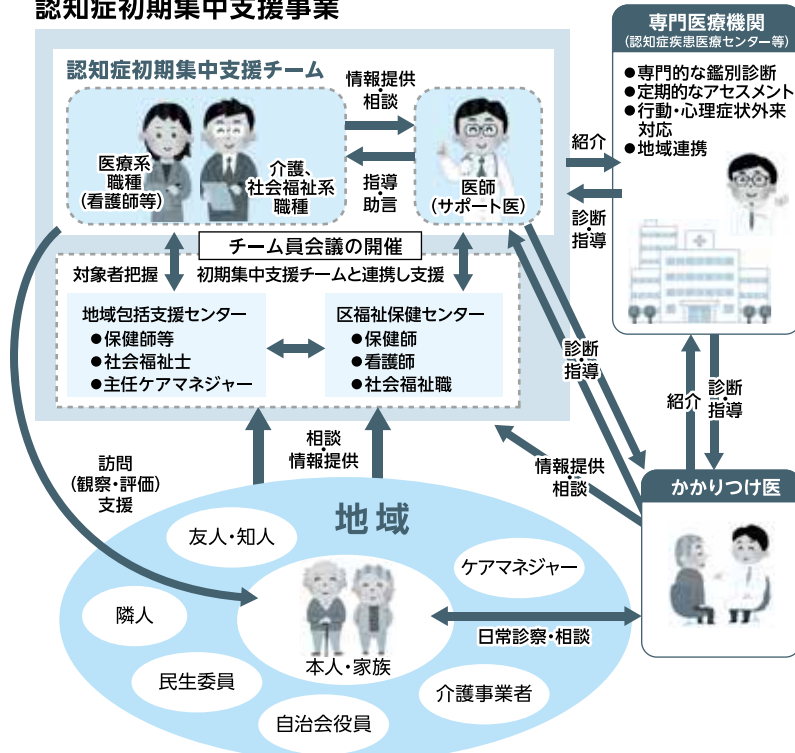 認知症初期集中支援事業
認知症初期集中支援チーム
医療系
職種
(看護師等)
介護、
社会福祉系
職種
情報提供
・
相談
指導
・
助言
医師
(サポート医)
紹介
診断
・
指導
専門医療機関
(認知症疾患医療センター等)
●専門的な鑑別診断
●定期的なアセスメント
●行動・心理症状外来
対応
●地域連携
チーム員会議の開催
対象者把握
初期集中支援チームと連携し支援
地域包括支援センター
●保健師等
●社会福祉士
●主任ケアマネジャー
区福祉保健センター
●保健師
●看護師
●社会福祉職
診断
・
指導
紹介
診断
・
指導
訪問
(観察・評価)
支援
相談
・
情報提供
情報提供
・
相談
かかりつけ医
地域
友人・知人
ケアマネジャー
隣人
本人・家族
日常診察・相談
民生委員
介護事業者
自治会役員